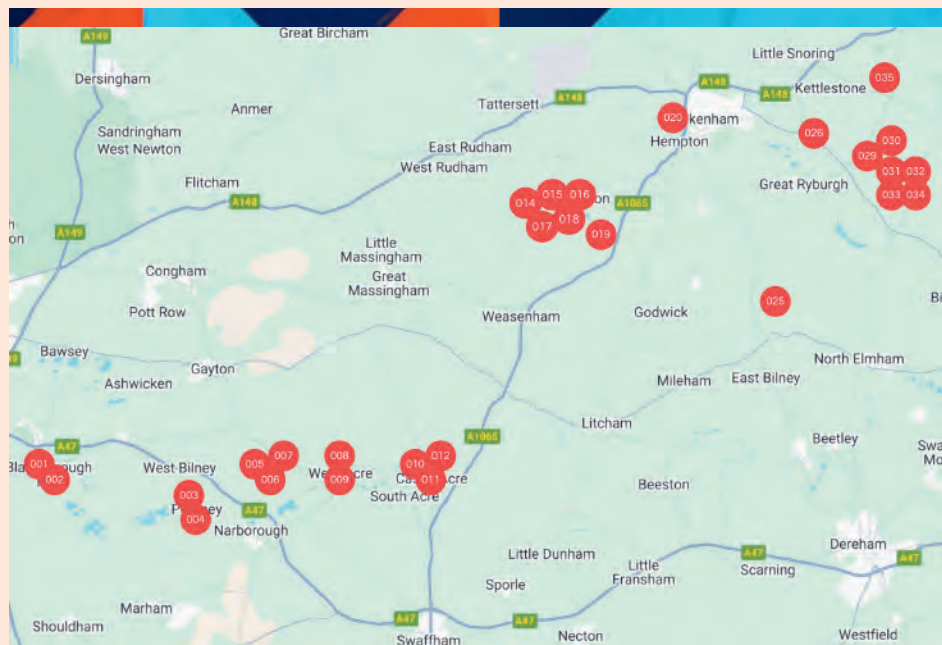 A149
Great Bircham
Little Snoring
Dersingham
A148
A148
Kettlestone
035
Tattersett
A148
Anmer
020
kenham
026
Sandringham
Hempton
030
West Newton
East Rudham
029
West Rudham
031
032
Flitcham
Great Ryburgh
A148
014
015
016
on
A1065
033
034
A149
017
018
019
Little
Massingham
Congham
Great
Massingham
025
Pott Row
Weasenham
Godwick
Bawsey
North Elmham
Gayton
Ashwicken
Mileham
East Bilney
Litcham
A47
A1065
Beetley
001
002
West Bilney
005
007
006
008
009
010
012
011
South Acre
003
004
Beeston
A47
Narborough
Dereham
Little Dunham
A47
A47
Little
Fransham
Scarning
Sporle
Marham
Shouldham
A47
A47
Swaffham
Necton
Westfield